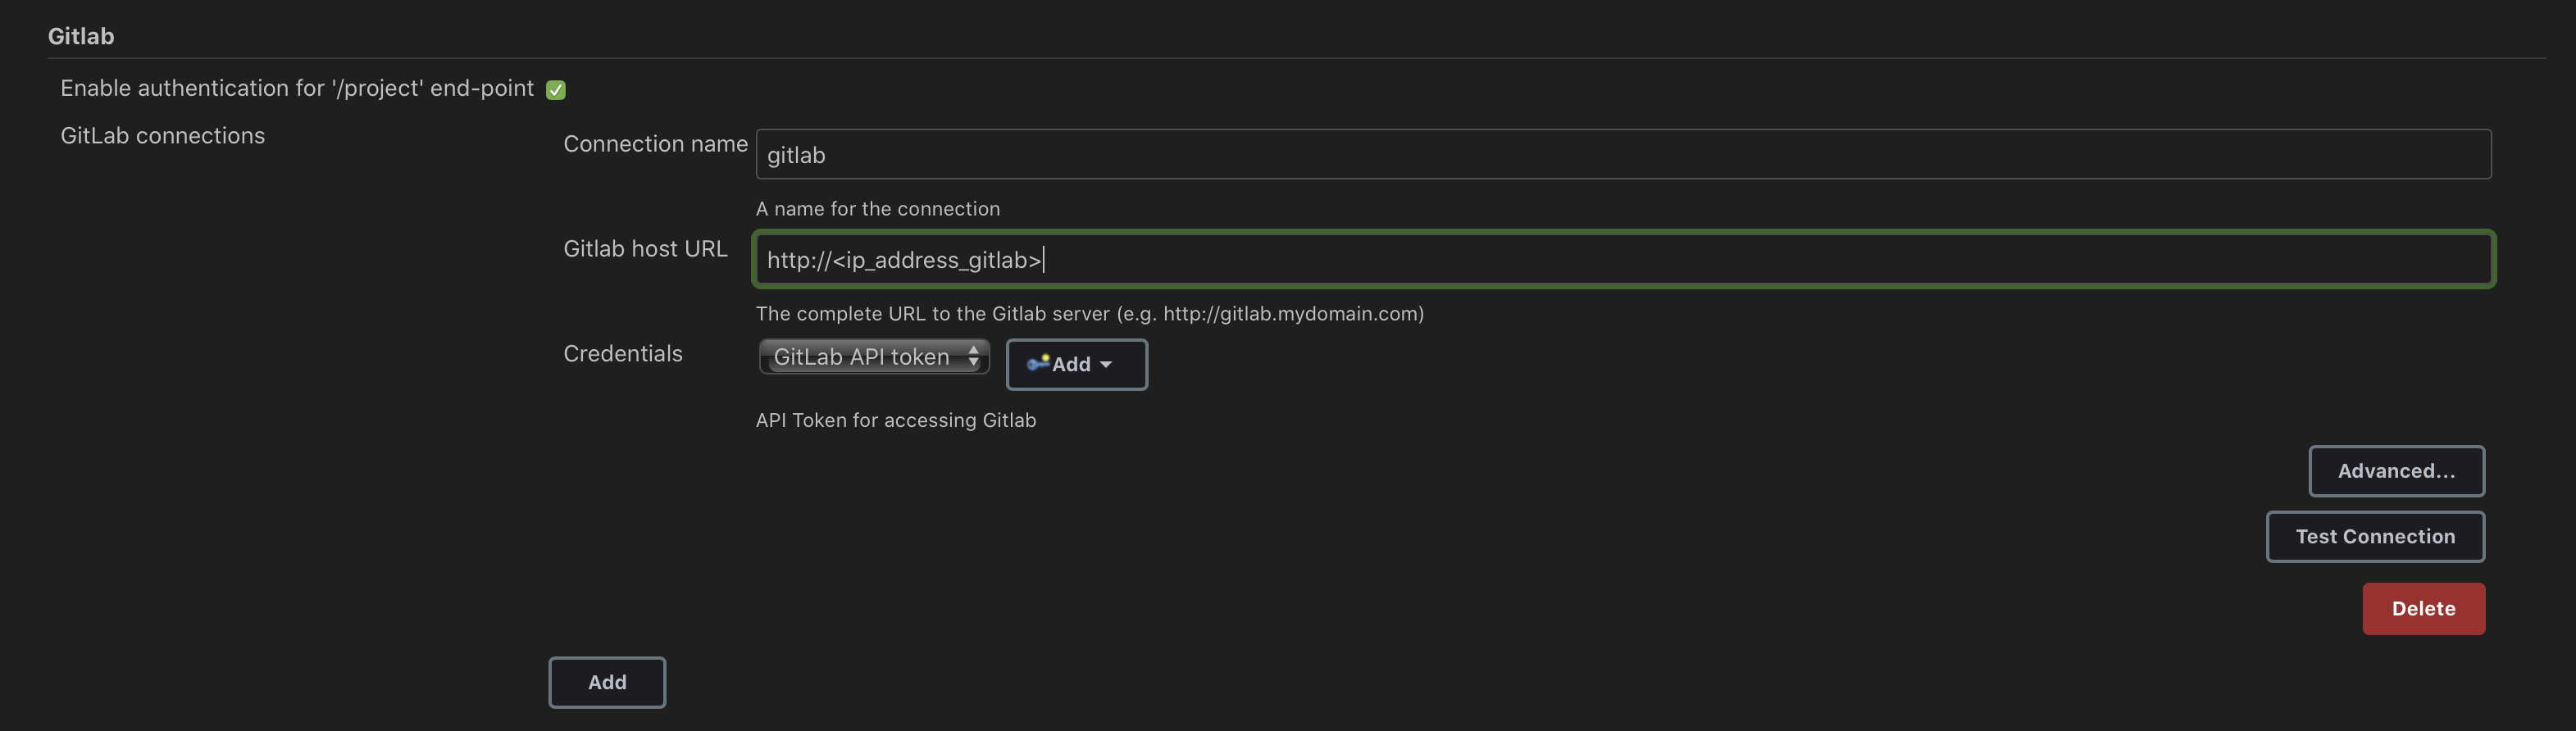 Gitlab
Enable authentication for '/project' end-point
GitLab connections
Connection name
gitlab
A name for the connection
Gitlab host URL
http://<ip_address_gitlab>
The complete URL to the Gitlab server (e.g. http://gitlab.mydomain.com)
Credentials
GitLab API token
Add
API Token for accessing Gitlab
Advanced...
Test Connection
Delete
Add